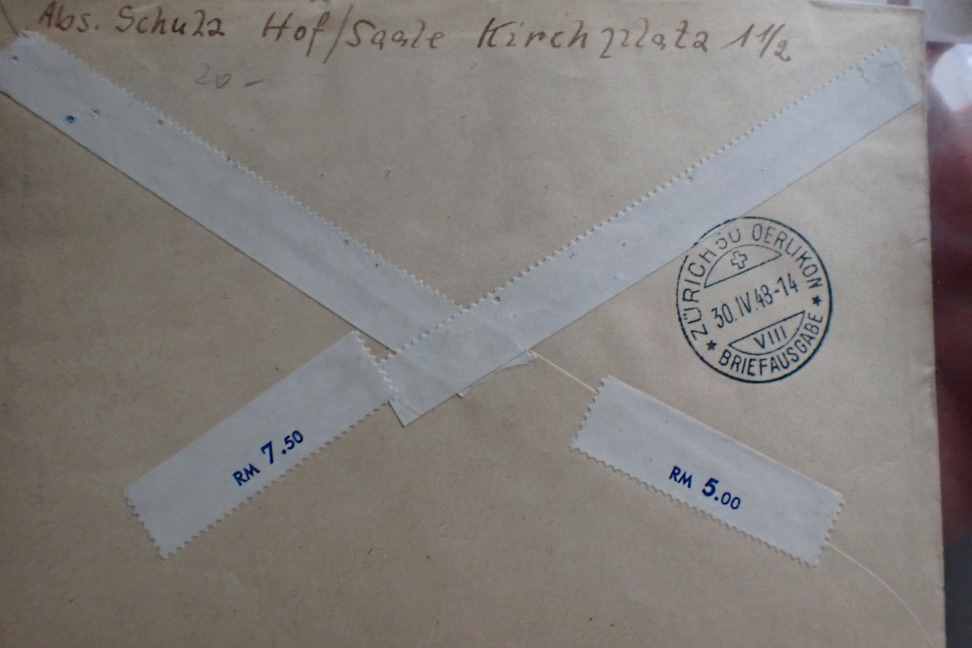 Abs. Schulz Hof/Saale Kirchplatz 11/2
20-
ZÜRICH 50 OERLIKON
30.IV.48-14
VIII
* BRIEFAUSGABE *
RM 7.50
RM 5.00